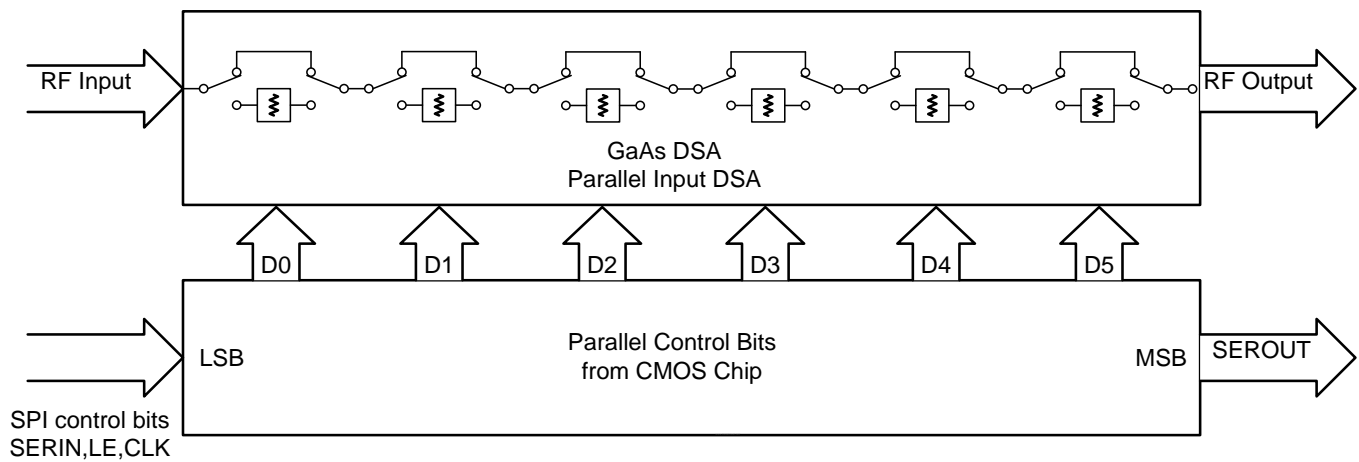 RF Input
RF Output
GaAs DSA
Parallel Input DSA
D0
D1
D2
D3
D4
D5
LSB
Parallel Control Bits
from CMOS Chip
MSB
SEROUT
SPI control bits
SERIN,LE,CLK